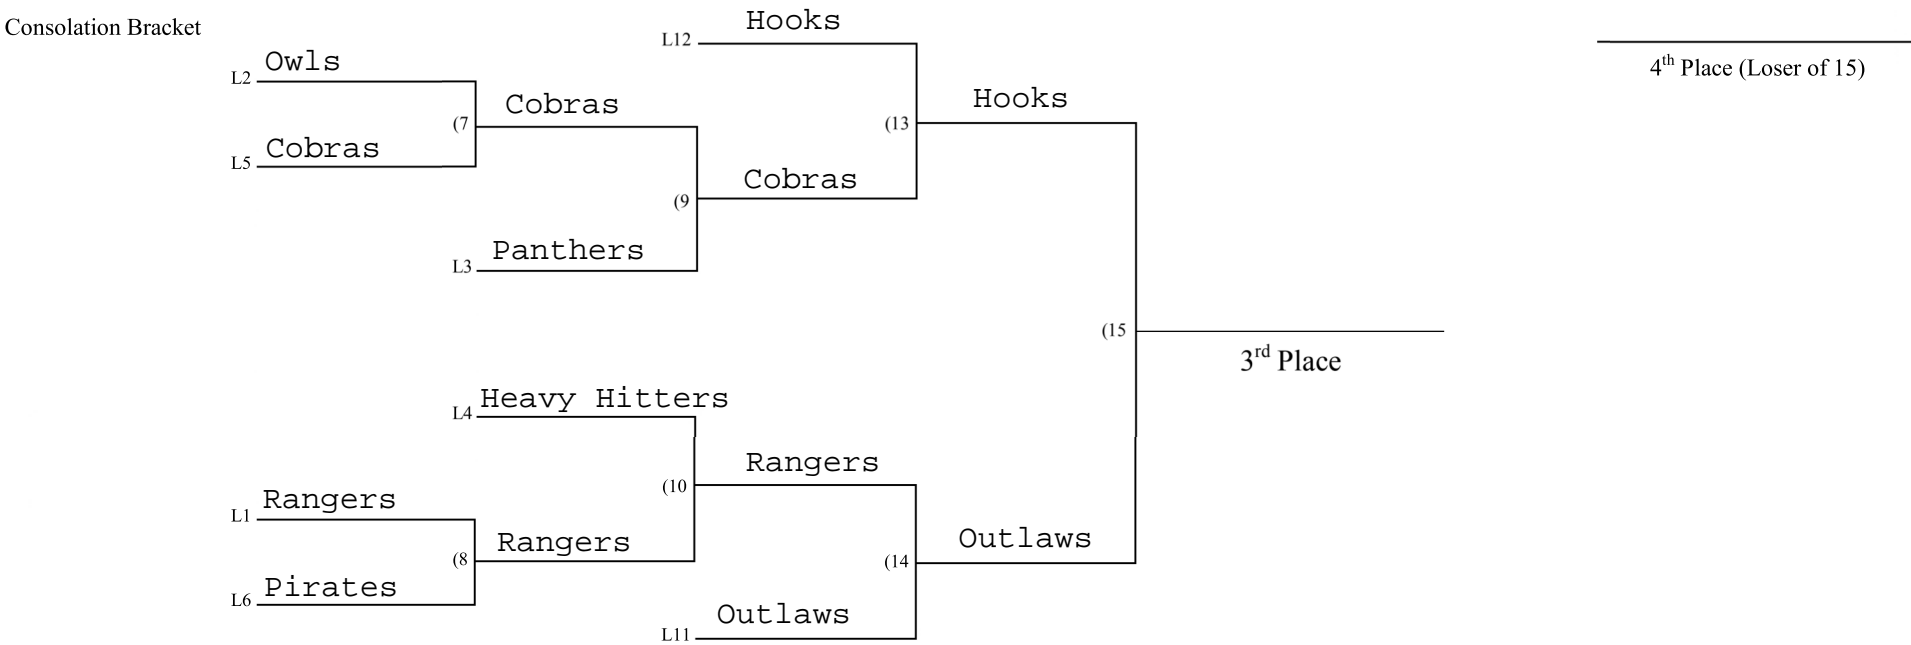 Consolation Bracket
Hooks
L12
4th Place (Loser of 15)
Owls
L2
Cobras
(7
Hooks
(13
Cobras
L5
Cobras
(9
Panthers
L3
(15
3rd Place
Heavy Hitters
L4
Rangers
(10
Rangers
L1
Rangers
(8
Outlaws
(14
Pirates
L6
Outlaws
L11